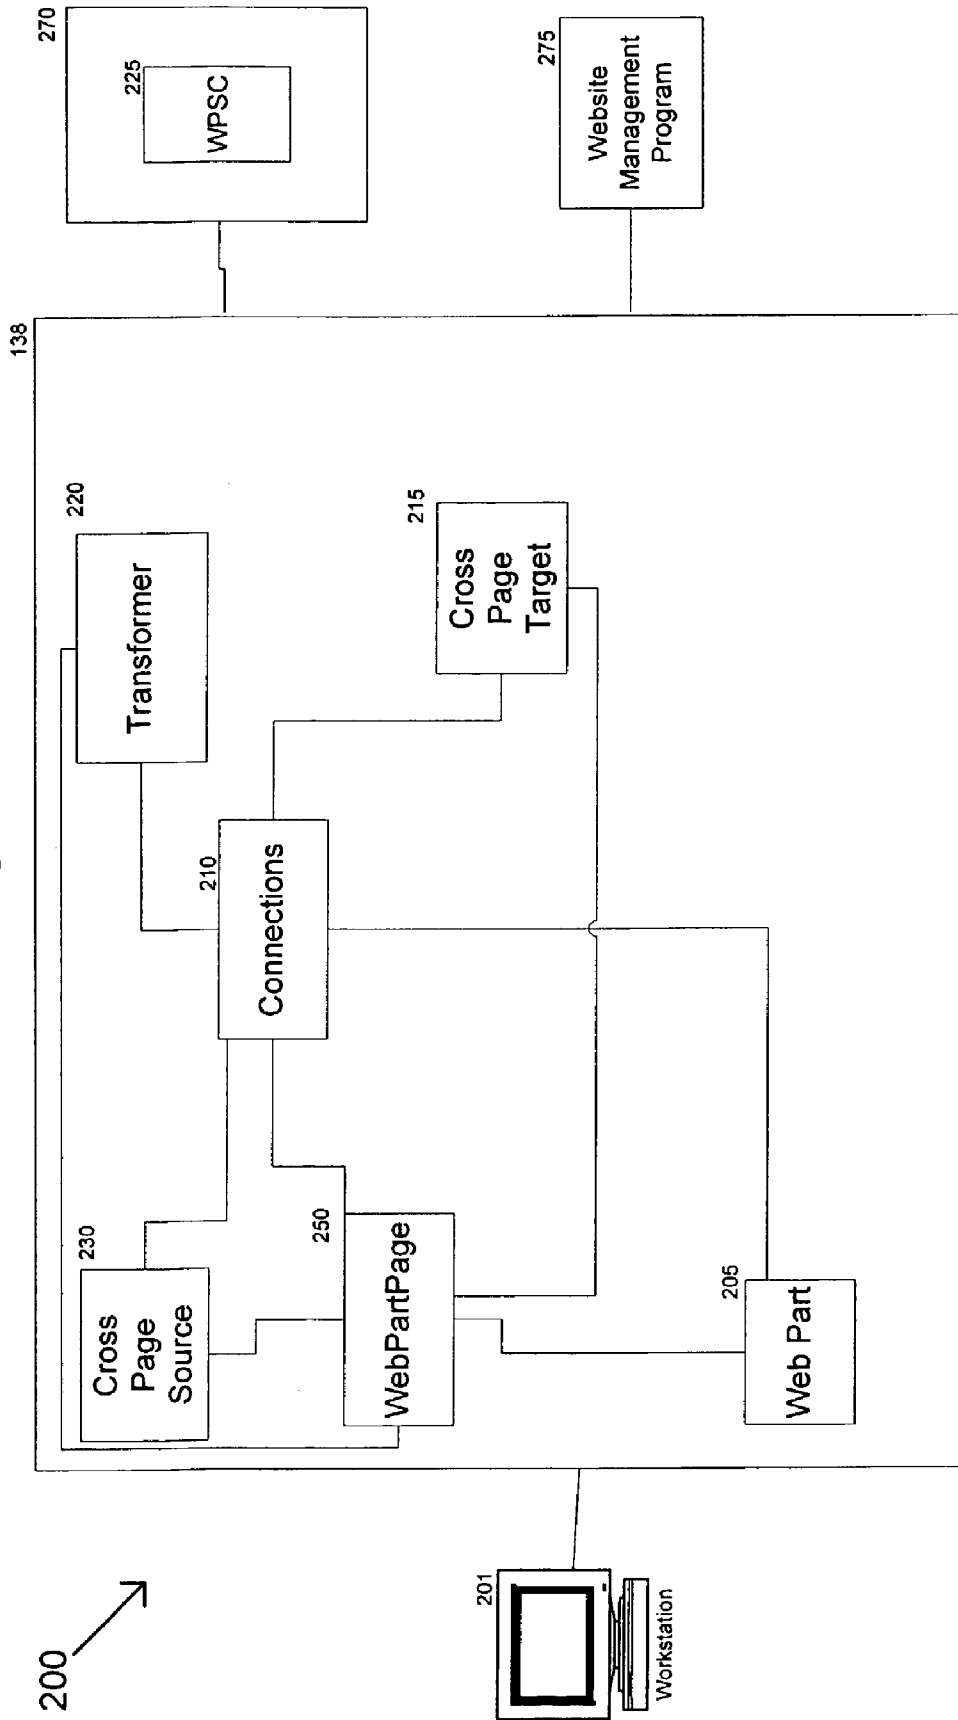 200
201
Workstation
138
230
Cross
Page
Source
250
WebPartPage
205
Web Part
210
Connections
220
Transformer
215
Cross
Page
Target
270
225
WPSC
275
Website
Management
Program